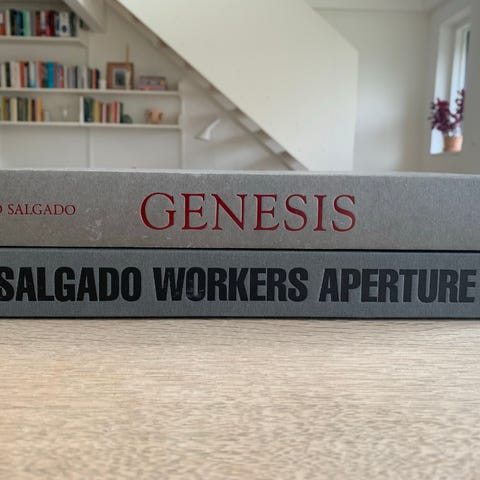 O SALGADO GENESIS
SALGADO WORKERS APERTURE